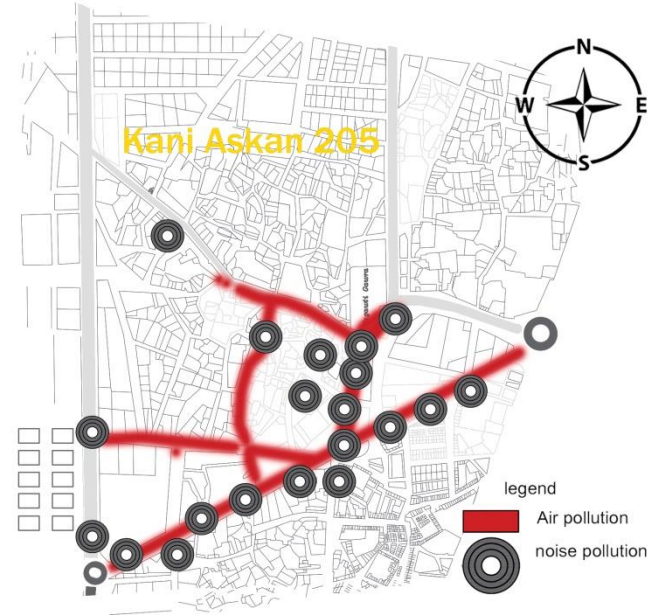 N
W E
S
Kani Askan 205
legend
Air pollution
noise pollution